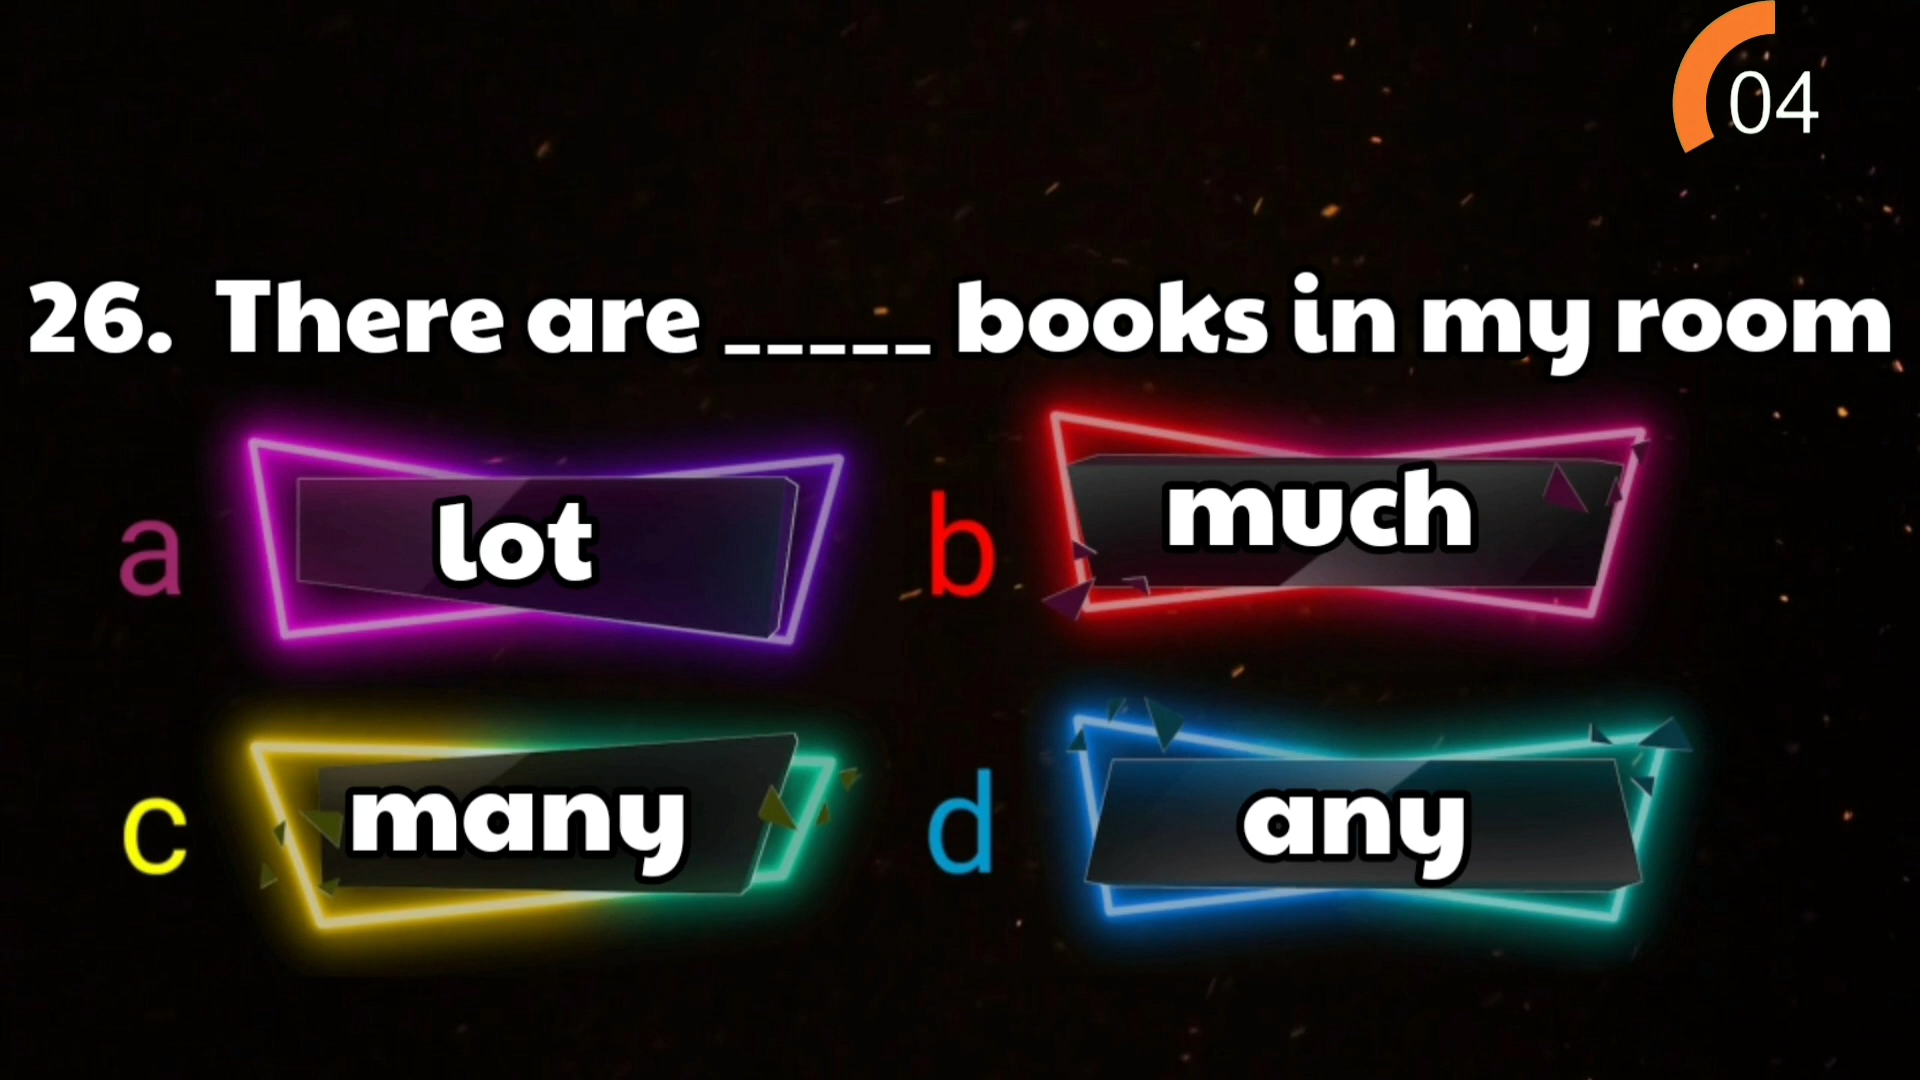 04
26. There are _____ books in my room
a lot
b much
c many
d any